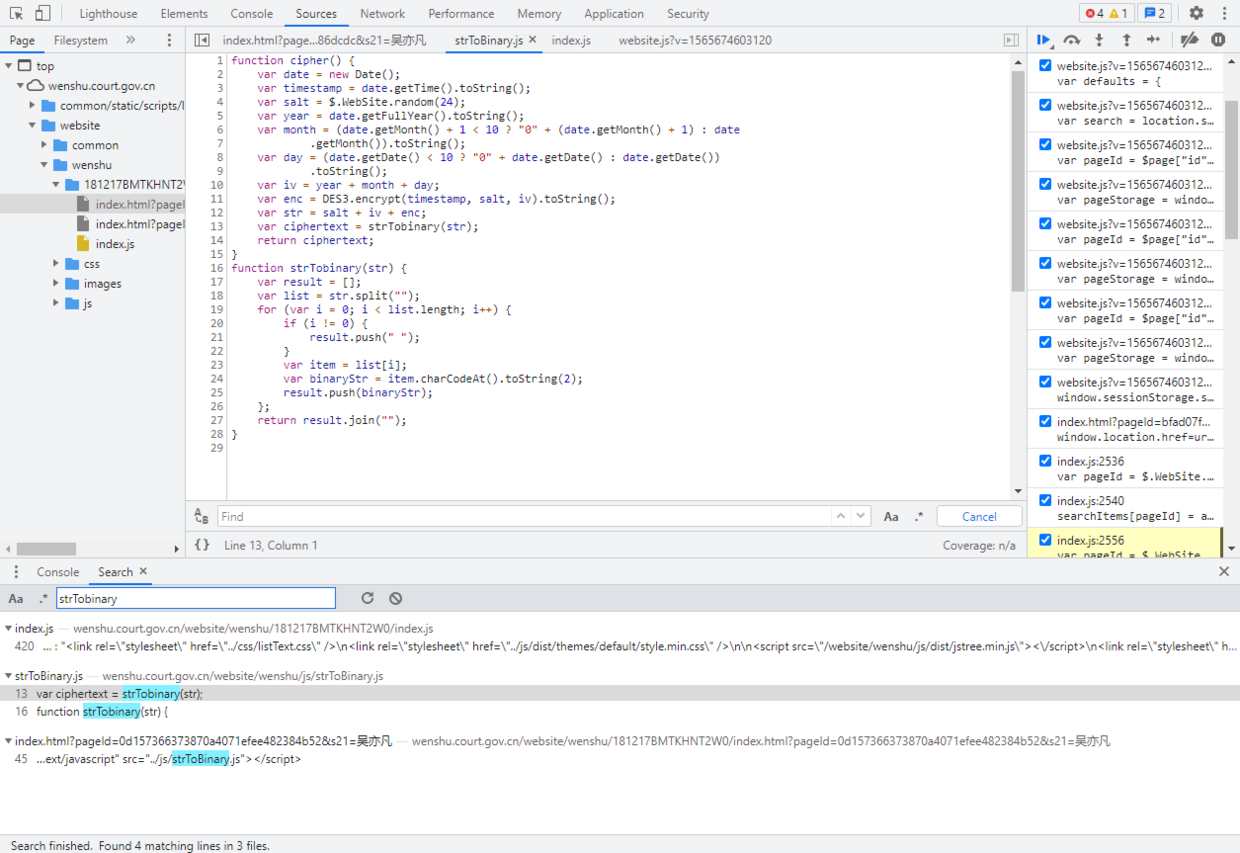 Lighthouse Elements Console Sources Network Performance Memory Application Security 4 1 2
Page Filesystem » index.html?page...86dcdc&s21=吴亦凡 strToBinary.js × index.js website.js?v=1565674603120
top
wenshu.court.gov.cn
common/static/scripts/l
website
common
wenshu
181217BMTKHNT2W
index.html?pageI
index.html?pageI
index.js
css
images
js
1 function cipher() {
2 var date = new Date();
3 var timestamp = date.getTime().toString();
4 var salt = $.WebSite.random(24);
5 var year = date.getFullYear().toString();
6 var month = (date.getMonth() + 1 < 10 ? "0" + (date.getMonth() + 1) : date
7 .getMonth()).toString();
8 var day = (date.getDate() < 10 ? "0" + date.getDate() : date.getDate())
9 .toString();
10 var iv = year + month + day;
11 var enc = DES3.encrypt(timestamp, salt, iv).toString();
12 var str = salt + iv + enc;
13 var ciphertext = strTobinary(str);
14 return ciphertext;
15 }
16 function strTobinary(str) {
17 var result = [];
18 var list = str.split("");
19 for (var i = 0; i < list.length; i++) {
20 if (i != 0) {
21 result.push(" ");
22 }
23 var item = list[i];
24 var binaryStr = item.charCodeAt().toString(2);
25 result.push(binaryStr);
26 };
27 return result.join("");
28 }
29
Find Aa .* Cancel
{} Line 13, Column 1 Coverage: n/a
website.js?v=156567460312...
var defaults = {
website.js?v=156567460312...
var search = location.s...
website.js?v=156567460312...
var pageId = $page["id"...
website.js?v=156567460312...
var pageStorage = windo...
website.js?v=156567460312...
var pageId = $page["id"...
website.js?v=156567460312...
var pageStorage = windo...
website.js?v=156567460312...
var pageId = $page["id"...
website.js?v=156567460312...
var pageStorage = windo...
website.js?v=156567460312...
window.sessionStorage.s...
index.html?pageId=bfad07f...
window.location.href=ur...
index.js:2536
var pageId = $.WebSite....
index.js:2540
searchItems[pageId] = a...
index.js:2556
var pageId = $.WebSite
Console Search ×
Aa .* strTobinary
index.js — wenshu.court.gov.cn/website/wenshu/181217BMTKHNT2W0/index.js
420 ... : "<link rel=\"stylesheet\" href=\"../css/listText.css\" />\n<link rel=\"stylesheet\" href=\"../js/dist/themes/default/style.min.css\" />\n\n<script src=\"/website/wenshu/js/dist/jstree.min.js\"><\/script>\n<link rel=\"stylesheet\" h...
strToBinary.js — wenshu.court.gov.cn/website/wenshu/js/strToBinary.js
13 var ciphertext = strTobinary(str);
16 function strTobinary(str) {
index.html?pageId=0d157366373870a4071efee482384b52&s21=吴亦凡 — wenshu.court.gov.cn/website/wenshu/181217BMTKHNT2W0/index.html?pageId=0d157366373870a4071efee482384b52&s21=吴亦凡
45 ...ext/javascript" src="../js/strToBinary.js"></script>
Search finished. Found 4 matching lines in 3 files.